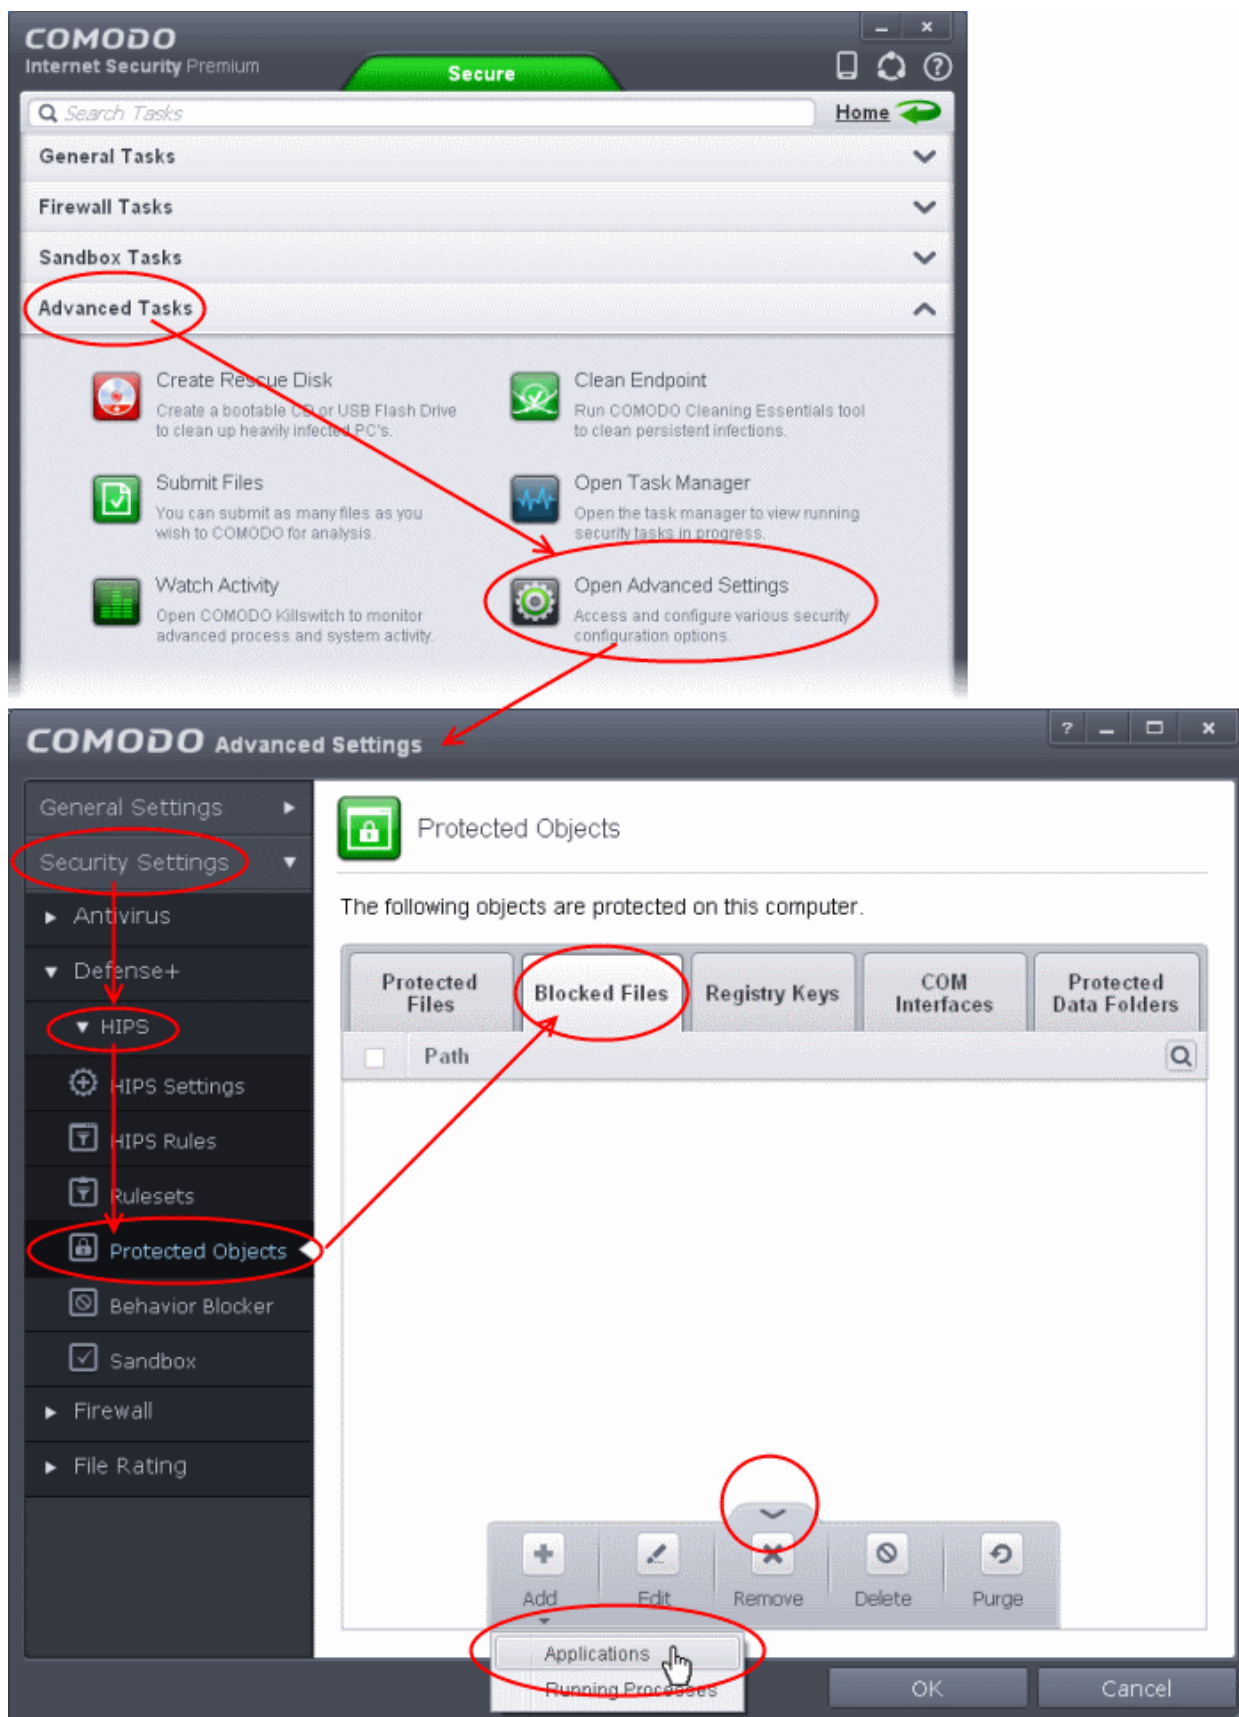 COMODO
Internet Security Premium
Secure
Search Tasks
Home
General Tasks
Firewall Tasks
Sandbox Tasks
Advanced Tasks
Create Rescue Disk
Create a bootable CD or USB Flash Drive
to clean up heavily infected PC's.
Clean Endpoint
Run COMODO Cleaning Essentials tool
to clean persistent infections.
Submit Files
You can submit as many files as you
wish to COMODO for analysis.
Open Task Manager
Open the task manager to view running
security tasks in progress.
Watch Activity
Open COMODO Killswitch to monitor
advanced process and system activity.
Open Advanced Settings
Access and configure various security
configuration options.
COMODO Advanced Settings
General Settings
Security Settings
Antivirus
Defense+
HIPS
HIPS Settings
HIPS Rules
Rulesets
Protected Objects
Behavior Blocker
Sandbox
Firewall
File Rating
Protected Objects
The following objects are protected on this computer.
Protected
Files
Blocked Files
Registry Keys
COM
Interfaces
Protected
Data Folders
Path
Add
Edit
Remove
Delete
Purge
Applications
Running Processes
OK
Cancel